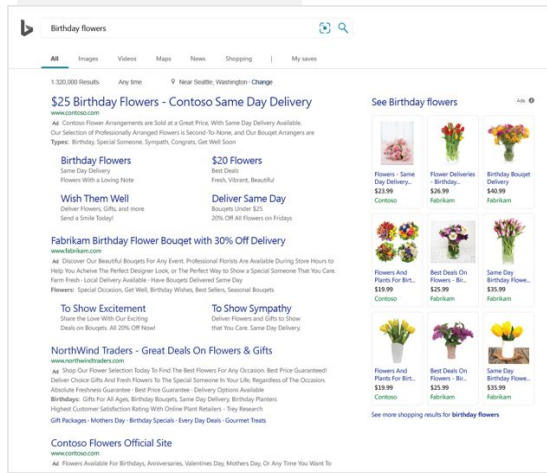 Birthday flowers
All Images Videos Maps News Shopping | My saves
1.320,000 Results Any time Near Seattle, Washington · Change
$25 Birthday Flowers - Contoso Same Day Delivery
www.contoso.com
Ad Contoso Flower Arrangements are Sold at a Great Price, With Same Day Delivery Available.
Our Selection of Professionally Arranged Flowers is Second-To-None, and Our Bouqet Arrangers are
Types: Birthday, Special Someone, Sympath, Congrats, Get Well Soon
Birthday Flowers
Same Day Delivery
Flowers With a Loving Note
$20 Flowers
Best Deals
Fresh, Vibrant, Beautiful
Wish Them Well
Deliver Flowers, Gifts, and more
Send a Smile Today!
Deliver Same Day
Bouqets Under $25
20% Off All Flowers on Fridays
Fabrikam Birthday Flower Bouqet with 30% Off Delivery
www.fabrikam.com
Ad Discover Our Beautiful Bouqets For Any Event. Professional Florists Are Available During Store Hours to
Help You Acheive The Perfect Designer Look, or The Perfect Way to Show a Special Someone That You Care.
Farm Fresh · Local Delivery Available · Have Bouqets Delivered Same Day
Flowers: Special Occasion, Get Well, Birthday Wishes, Best Sellers, Seasonal Bouquets
To Show Excitement
Share the Love With Our Exciting
Deals on Bouqets. All 20% Off Now!
To Show Sympathy
Deliver Flowers and Gifts to Show
that You Care. Same Day Delivery,
NorthWind Traders - Great Deals On Flowers & Gifts
www.northwindtraders.com
Ad Shop Our Flower Selection Today To Find The Best Flowers For Any Occasion. Best Price Guaranteed!
Deliver Choice Gifts And Fresh Flowers To The Special Someone In Your Life, Regardless of The Occasion.
Absolute Freshness Guarantee · Best Price Guarantee · Delivery Options Available
Birthdays: Gifts For All Ages, Birthday Bouqets, Same Day Delivery, Birthday Planters
Highest Customer Satisfaction Rating With Online Plant Retailers - Trey Research
Gift Packages · Mothers Day · Birthday Specials · Every Day Deals · Gourmet Treats
Contoso Flowers Official Site
www.contoso.com
Ad Flowers Available For Birthdays, Anniversaries, Valentines Day, Mothers Day, Or Any Time You Want To
See Birthday flowers
Ads
Flowers - Same
Day Delivery...
$23.99
Contoso
Flower Deliveries
- Birthday...
$26.99
Fabrikam
Birthday Bouqet
Delivery
$40.99
Fabrikam
Flowers And
Plants For Birt...
$19.99
Contoso
Best Deals On
Flowers - Bir...
$25.99
Fabrikam
Same Day
Birthday Flowe...
$35.99
Fabrikam
Flowers And
Plants For Birt...
$19.99
Contoso
Best Deals On
Flowers - Bir...
$25.99
Fabrikam
Same Day
Birthday Flowe...
$35.99
Fabrikam
See more shopping results for birthday flowers